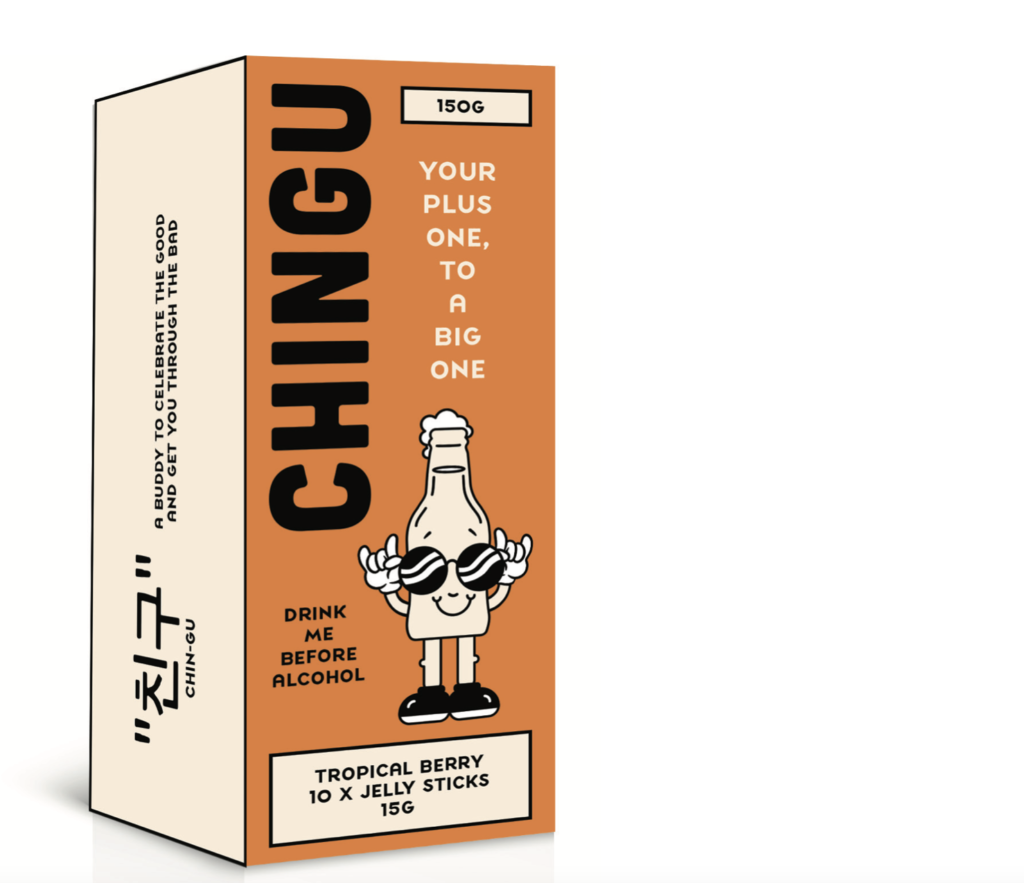 A BUDDY TO CELEBRATE THE GOOD
AND GET YOU THROUGH THE BAD
"친구"
CHIN-GU
CHINGU
150G
YOUR
PLUS
ONE,
TO
A
BIG
ONE
DRINK
ME
BEFORE
ALCOHOL
TROPICAL BERRY
10 X JELLY STICKS
15G